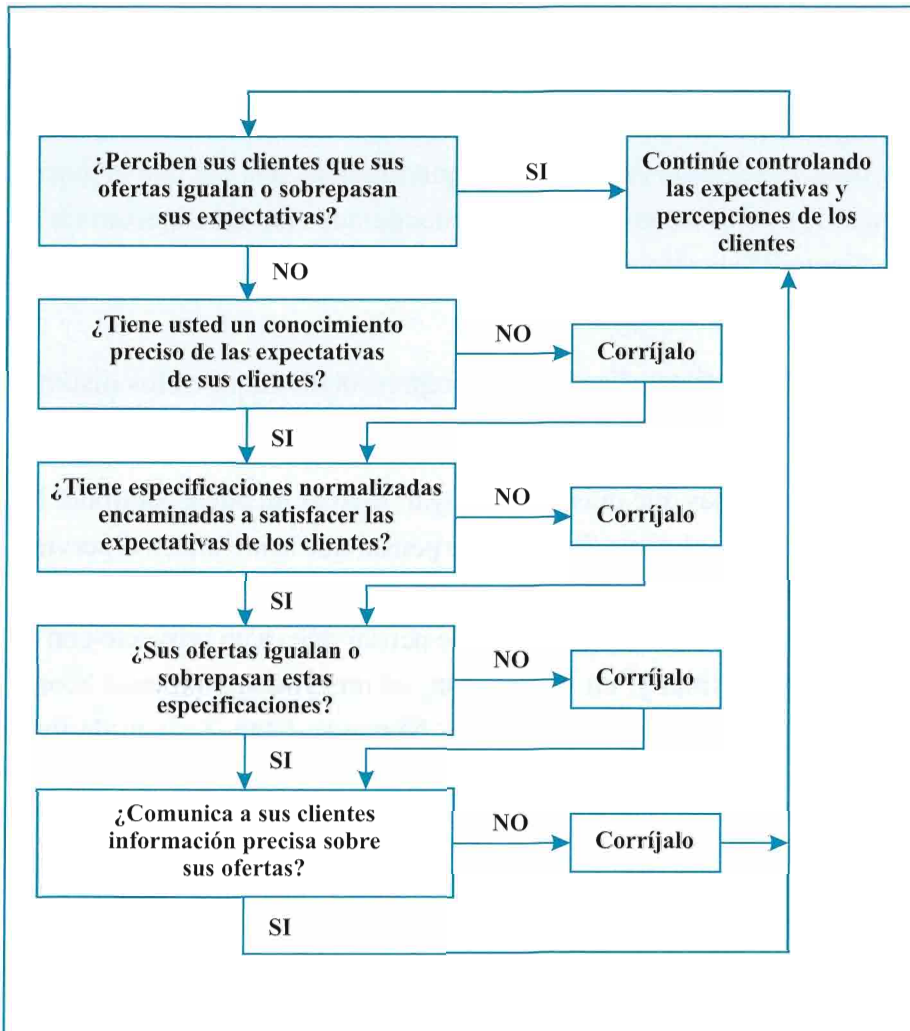 ¿Perciben sus clientes que sus
ofertas igualan o sobrepasan
sus expectativas?
SI
Continúe controlando
las expectativas y
percepciones de los
clientes
NO
¿Tiene usted un conocimiento
preciso de las expectativas
de sus clientes?
NO
Corríjalo
SI
¿Tiene especificaciones normalizadas
encaminadas a satisfacer las
expectativas de los clientes?
NO
Corríjalo
SI
¿Sus ofertas igualan o
sobrepasan estas
especificaciones?
NO
Corríjalo
SI
¿Comunica a sus clientes
información precisa sobre
sus ofertas?
NO
Corríjalo
SI